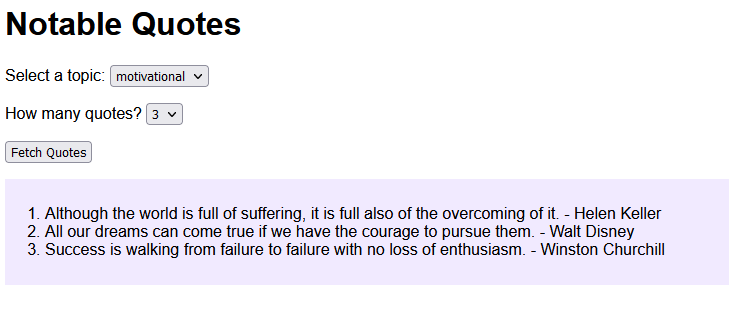 Notable Quotes
Select a topic: motivational
How many quotes? 3
Fetch Quotes
1. Although the world is full of suffering, it is full also of the overcoming of it. - Helen Keller
2. All our dreams can come true if we have the courage to pursue them. - Walt Disney
3. Success is walking from failure to failure with no loss of enthusiasm. - Winston Churchill